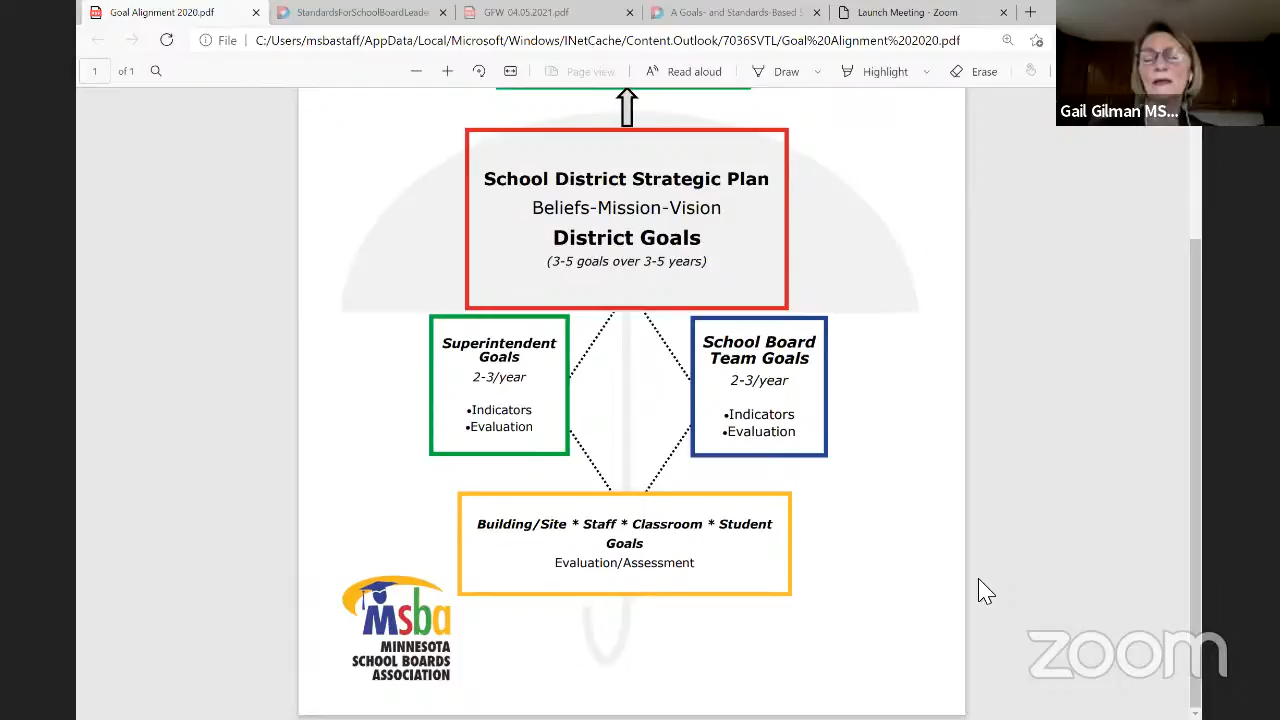 Goal Alignment 2020.pdf
StandardsForSchoolBoardLeade
GFW 04.05.2021.pdf
A Goals- and Standards-Based S
Launch Meeting - Zoom
File
C:/Users/msbastaff/AppData/Local/Microsoft/Windows/INetCache/Content.Outlook/7036SVTL/Goal%20Alignment%202020.pdf
1 of 1
Page view
Read aloud
Draw
Highlight
Erase
Gail Gilman MS...
School District Strategic Plan
Beliefs-Mission-Vision
District Goals
(3-5 goals over 3-5 years)
Superintendent
Goals
2-3/year
•Indicators
•Evaluation
School Board
Team Goals
2-3/year
•Indicators
•Evaluation
Building/Site * Staff * Classroom * Student
Goals
Evaluation/Assessment
msba
MINNESOTA
SCHOOL BOARDS
ASSOCIATION
zoom